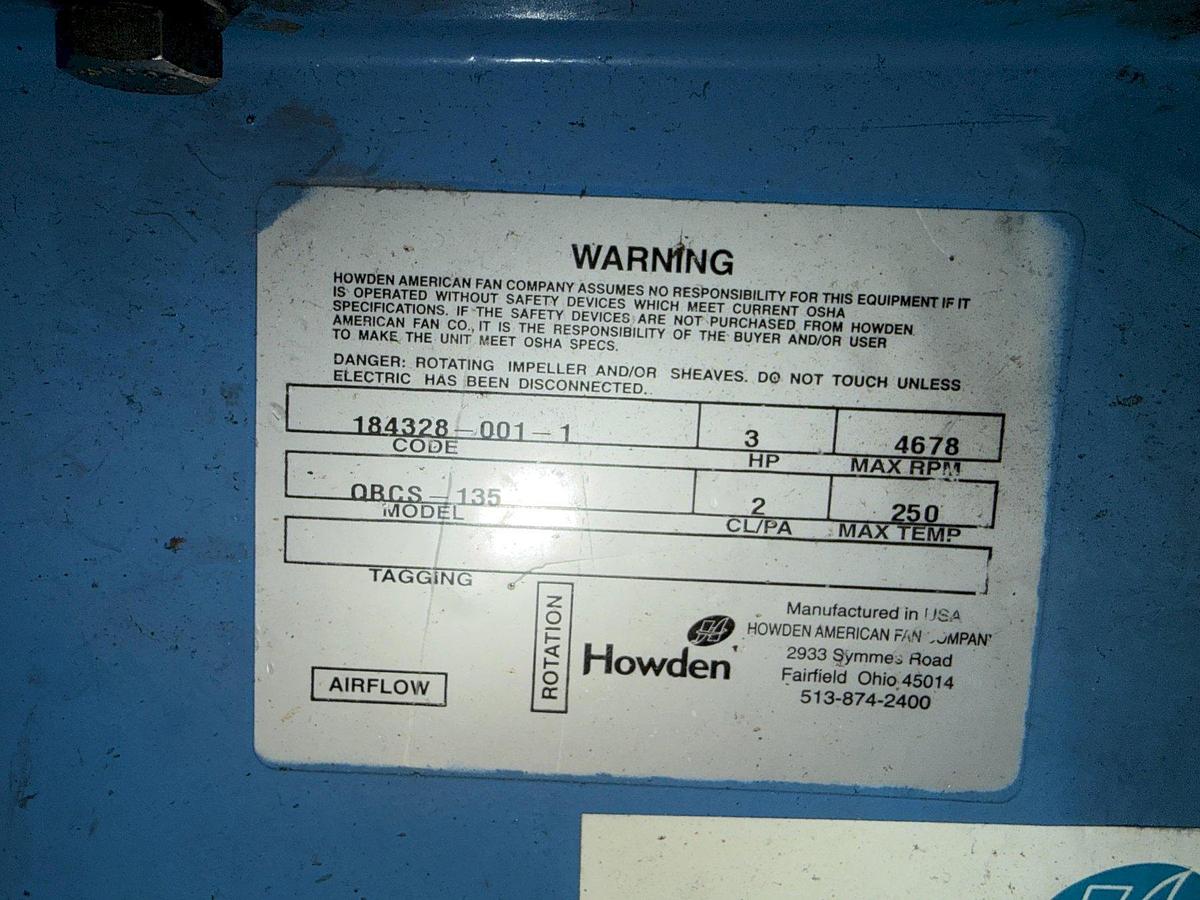 WARNING
HOWDEN AMERICAN FAN COMPANY ASSUMES NO RESPONSIBILITY FOR THIS EQUIPMENT IF IT
IS OPERATED WITHOUT SAFETY DEVICES WHICH MEET CURRENT OSHA
SPECIFICATIONS. IF THE SAFETY DEVICES ARE NOT PURCHASED FROM HOWDEN
AMERICAN FAN CO., IT IS THE RESPONSIBILITY OF THE BUYER AND/OR USER
TO MAKE THE UNIT MEET OSHA SPECS.
DANGER: ROTATING IMPELLER AND/OR SHEAVES. DO NOT TOUCH UNLESS
ELECTRIC HAS BEEN DISCONNECTED.
184328-001-1 3 4678
CODE HP MAX RPM
QBCS-135 2 250
MODEL CL/PA MAX TEMP
TAGGING
AIRFLOW
ROTATION
Howden
Manufactured in USA
HOWDEN AMERICAN FAN COMPANY
2933 Symmes Road
Fairfield Ohio 45014
513-874-2400